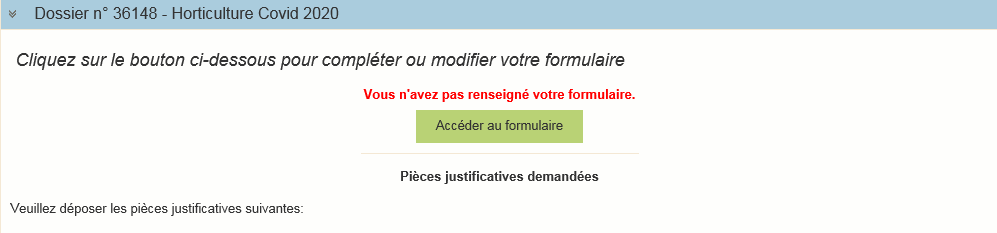 Dossier n° 36148 - Horticulture Covid 2020
Cliquez sur le bouton ci-dessous pour compléter ou modifier votre formulaire
Vous n'avez pas renseigné votre formulaire.
Accéder au formulaire
Pièces justificatives demandées
Veuillez déposer les pièces justificatives suivantes: